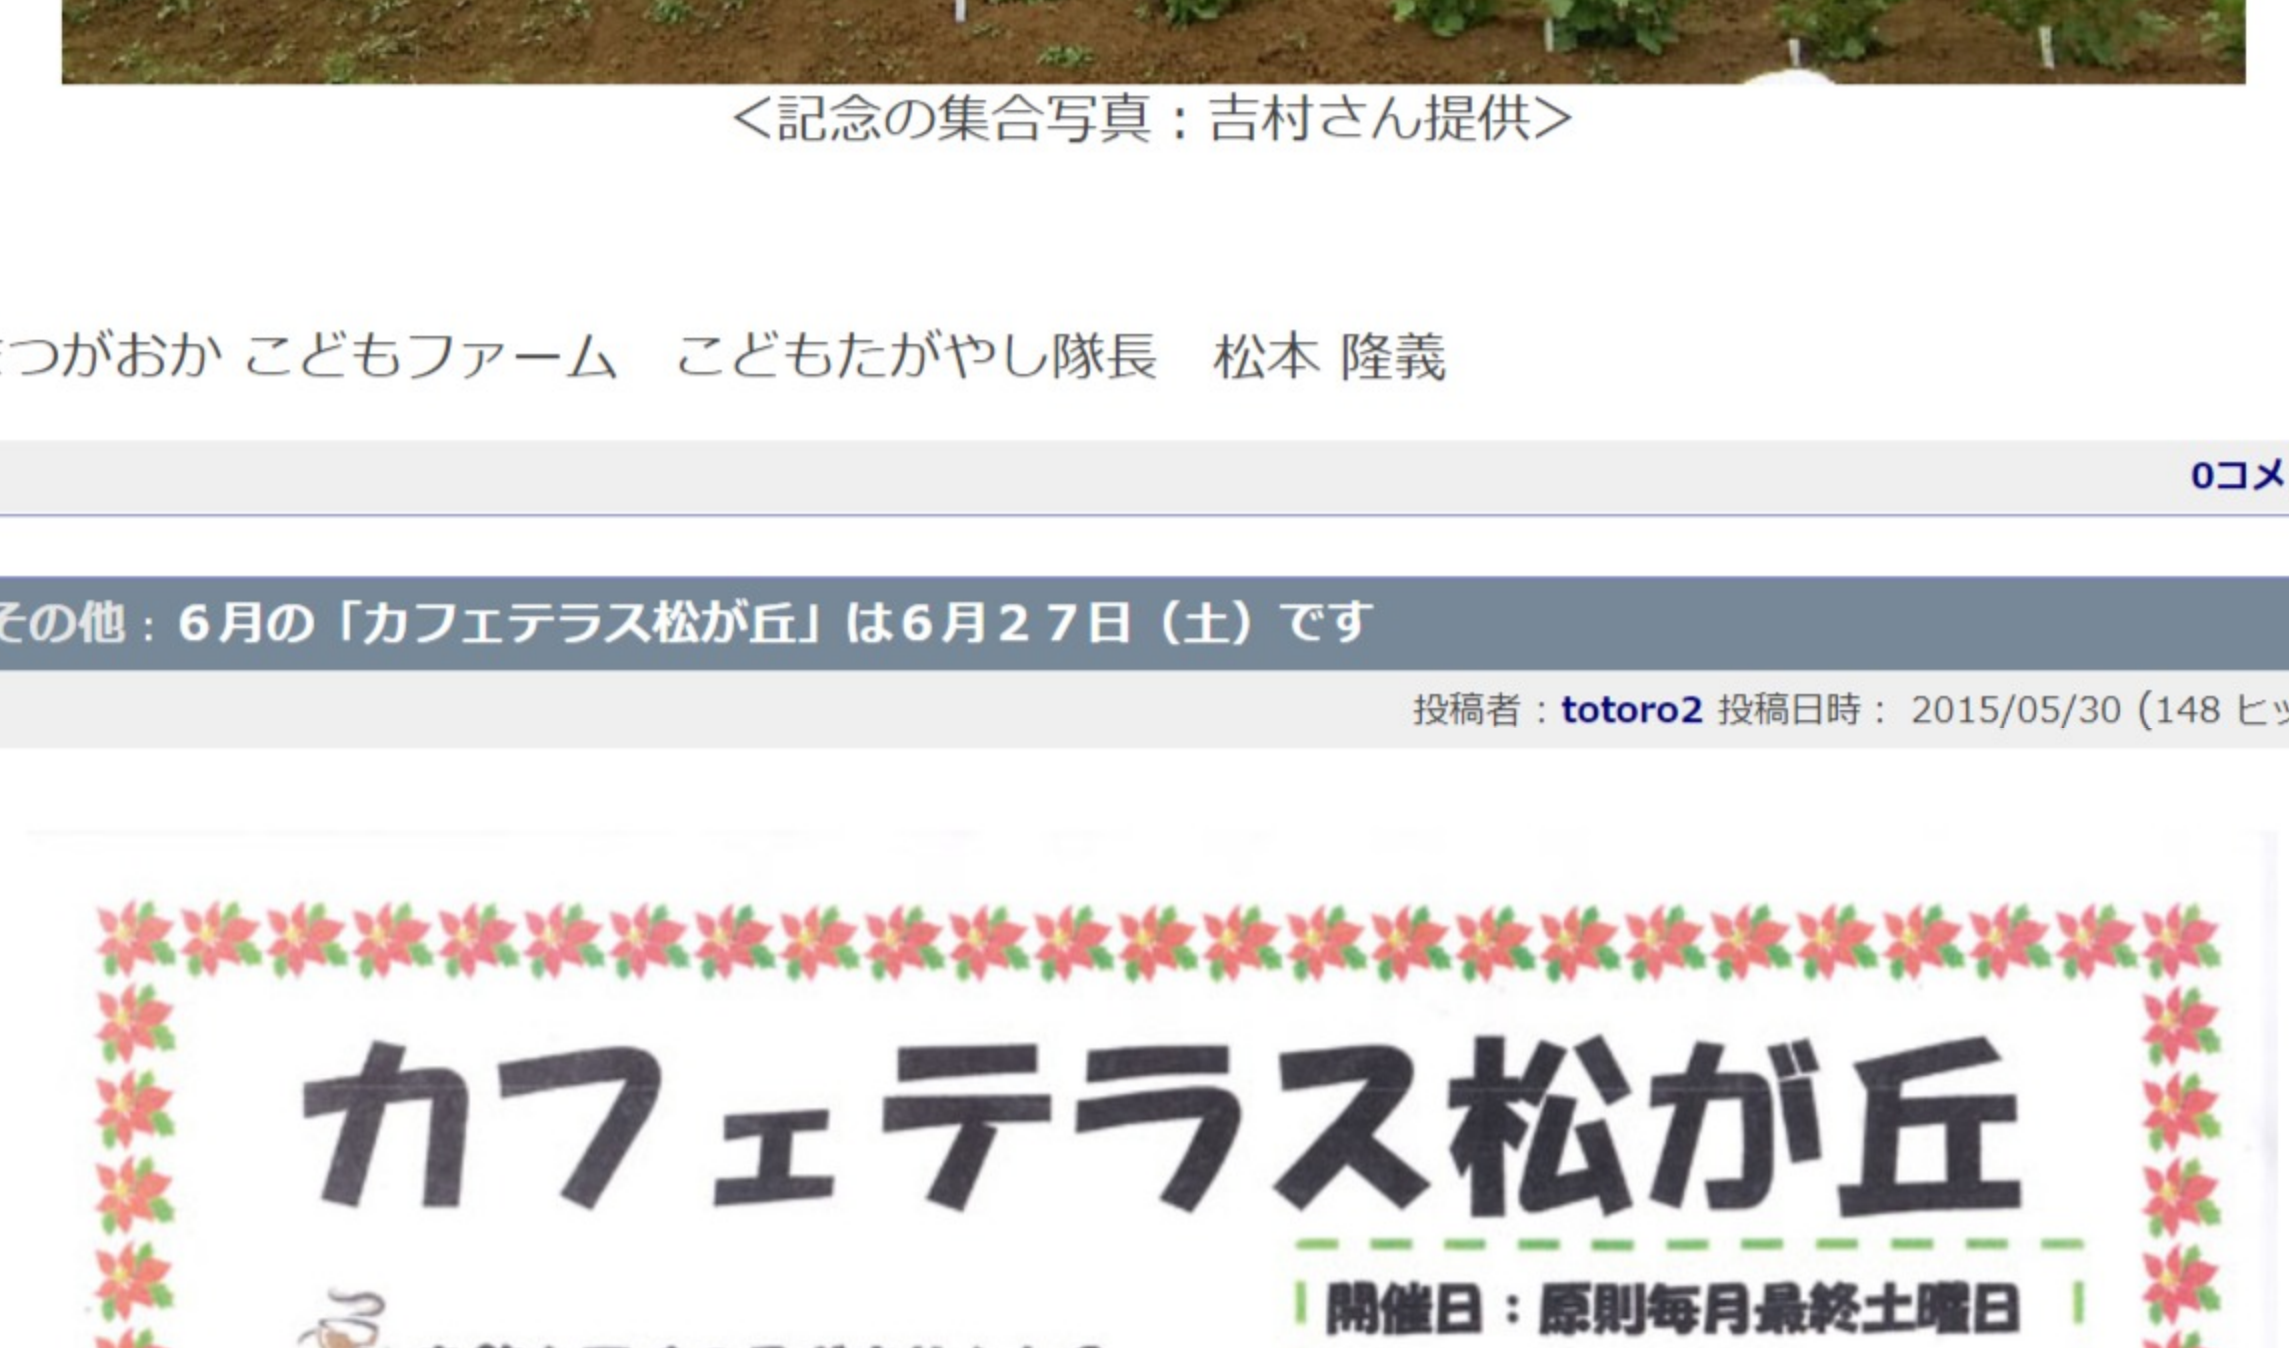 ＜記念の集合写真：吉村さん提供＞
つがおか こどもファーム　こどもたがやし隊長　松本 隆義
0コメ
その他 : ６月の「カフェテラス松が丘」は６月２７日（土）です
投稿者 : totoro2 投稿日時： 2015/05/30 (148 ヒッ
カフェテラス松が丘
開催日：原則毎月最終土曜日